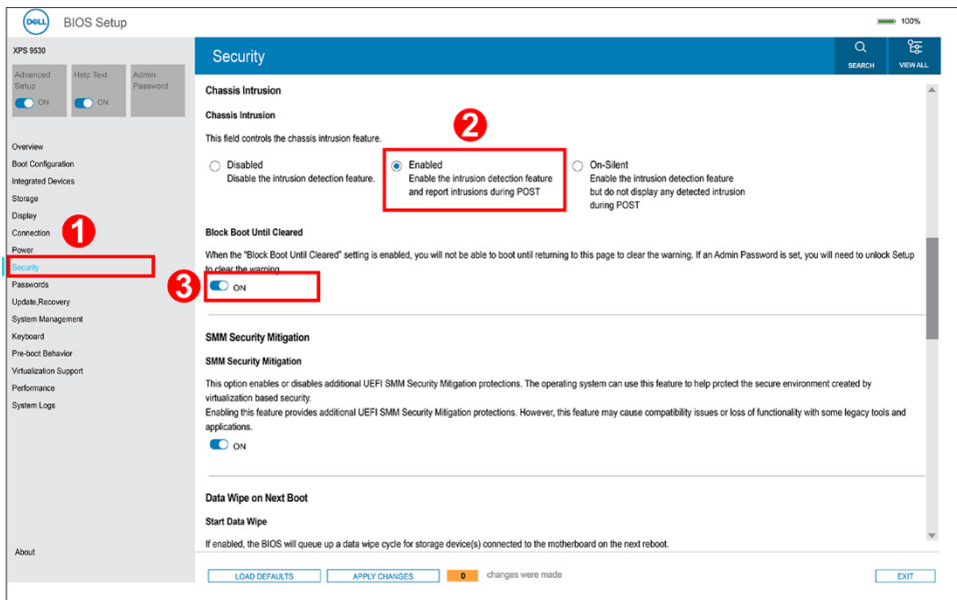 DELL BIOS Setup
100%
XPS 9530
Advanced Setup
ON
Help Text
ON
Admin Password
Overview
Boot Configuration
Integrated Devices
Storage
Display
Connection
Power
Security
Passwords
Update,Recovery
System Management
Keyboard
Pre-boot Behavior
Virtualization Support
Performance
System Logs
About
1
Security
SEARCH
VIEW ALL
Chassis Intrusion
Chassis Intrusion
This field controls the chassis intrusion feature.
2
Disabled
Disable the intrusion detection feature.
Enabled
Enable the intrusion detection feature
and report intrusions during POST
On-Silent
Enable the intrusion detection feature
but do not display any detected intrusion
during POST
Block Boot Until Cleared
When the "Block Boot Until Cleared" setting is enabled, you will not be able to boot until returning to this page to clear the warning. If an Admin Password is set, you will need to unlock Setup
to clear the warning.
3
ON
SMM Security Mitigation
SMM Security Mitigation
This option enables or disables additional UEFI SMM Security Mitigation protections. The operating system can use this feature to help protect the secure environment created by
virtualization based security.
Enabling this feature provides additional UEFI SMM Security Mitigation protections. However, this feature may cause compatibility issues or loss of functionality with some legacy tools and
applications.
ON
Data Wipe on Next Boot
Start Data Wipe
If enabled, the BIOS will queue up a data wipe cycle for storage device(s) connected to the motherboard on the next reboot.
LOAD DEFAULTS
APPLY CHANGES
0 changes were made
EXIT